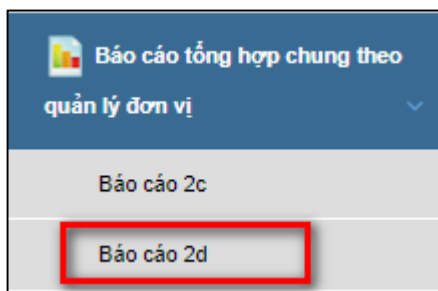 Báo cáo tổng hợp chung theo
quản lý đơn vị
Báo cáo 2c
Báo cáo 2d